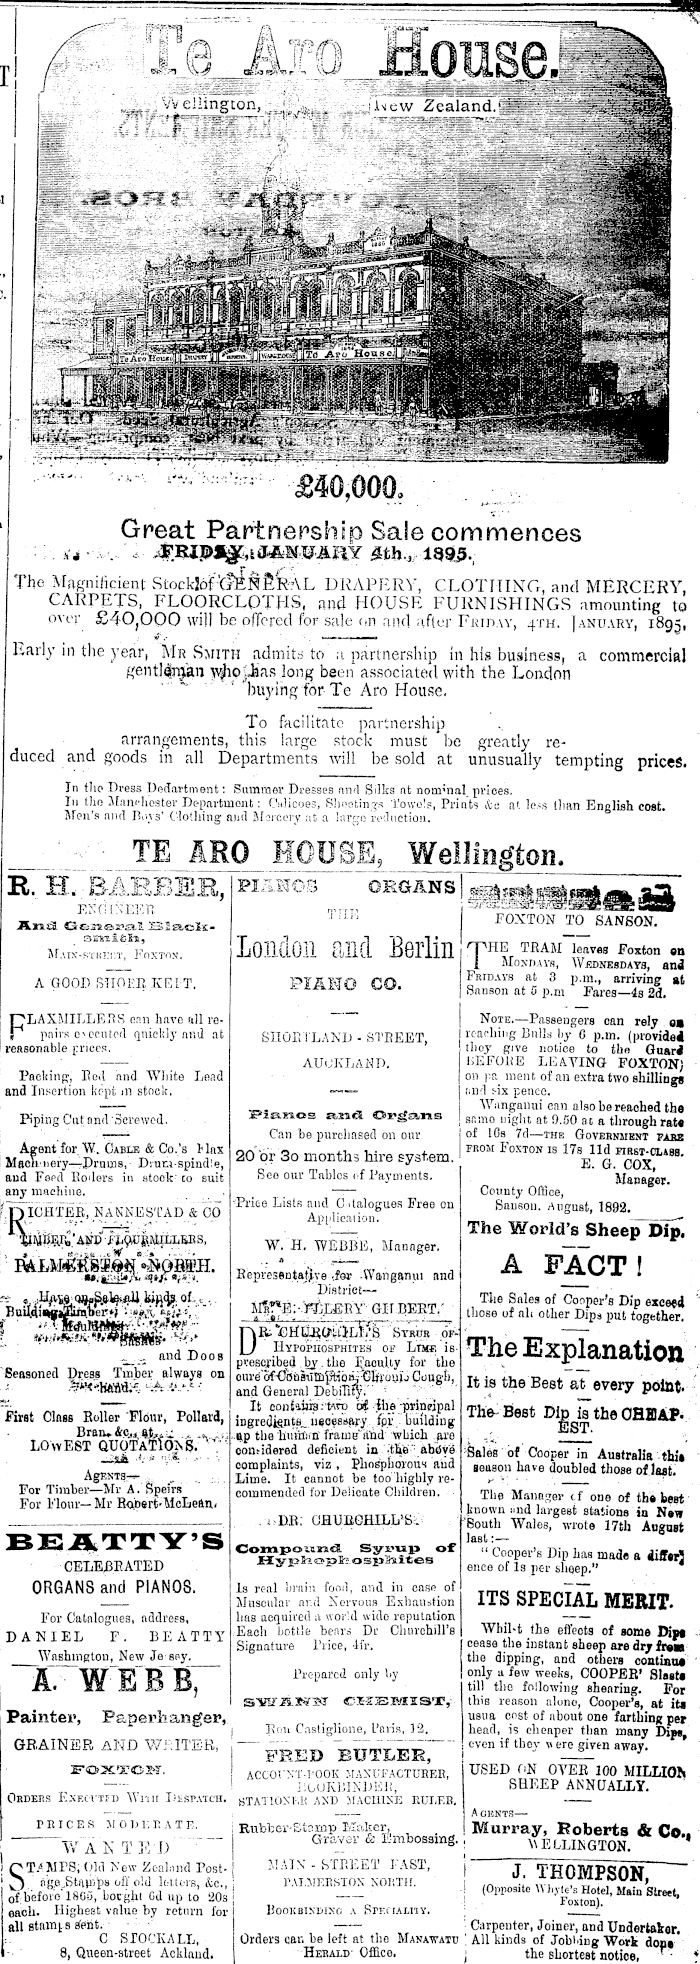 Te Aro House.
Wellington, New Zealand.
Te Aro House DRAPERY WAREHOUSE Te Aro House
£40,000.
Great Partnership Sale commences
FRIDAY, JANUARY 4th., 1895.
The Magnificient Stock of GENERAL DRAPERY, CLOTHING, and MERCERY,
CARPETS, FLOORCLOTHS, and HOUSE FURNISHINGS amounting to
over £40,000 will be offered for sale on and after FRIDAY, 4TH. JANUARY, 1895,
Early in the year, MR SMITH admits to a partnership in his business, a commercial
gentleman who has long been associated with the London
buying for Te Aro House.
To facilitate partnership
arrangements, this large stock must be greatly re-
duced and goods in all Departments will be sold at unusually tempting prices.
In the Dress Dedartment: Summer Dresses and Silks at nominal prices.
In the Manchester Department: Calicoes, Sheetings Towels, Prints &c at less than English cost.
Men's and Boys' Clothing and Mercery at a large reduction.
TE ARO HOUSE, Wellington.
R. H. BARBER,
ENGINEER
And General Black-
smith,
MAIN-STREET, FOXTON.
A GOOD SHOER KEPT.
FLAXMILLERS can have all re-
pairs executed quickly and at
reasonable prices.
Packing, Red and White Lead
and Insertion kept in stock.
Piping Cut and Screwed.
Agent for W. CABLE & Co.'s Flax
Machinery—Drums, Drum-spindle,
and Feed Rollers in stock to suit
any machine.
RICHTER, NANNESTAD & CO
TIMBER AND FLOURMILLERS,
PALMERSTON NORTH.
Have on Sale all kinds of
Building Timber
Mouldings
Sashes
and Doos
Seasoned Dress Timber always on
hand.
First Class Roller Flour, Pollard,
Bran, &c., at
LOWEST QUOTATIONS.
AGENTS—
For Timber—Mr A. Speirs
For Flour—Mr Robert McLean.
BEATTY'S
CELEBRATED
ORGANS and PIANOS.
For Catalogues, address,
DANIEL F. BEATTY
Washington, New Jersey.
A. WEBB,
Painter, Paperhanger,
GRAINER AND WRITER,
FOXTON.
ORDERS EXECUTED WITH DESPATCH.
PRICES MODERATE.
WANTED
STAMPS, Old New Zealand Post-
age Stamps off old letters, &c.,
of before 1865, borght 6d up to 20s
each. Highest value by return for
all stamps sent.
C STOCKALL,
8, Queen-street Ackland.
PIANOS ORGANS
THE
London and Berlin
PIANO CO.
SHORTLAND-STREET,
AUCKLAND.
Pianos and Organs
Can be purchased on our
20 or 30 months hire system.
See our Tables of Payments.
Price Lists and Catalogues Free on
Application.
W. H. WEBBE, Manager.
Representative for Wanganui and
District—
MR. E. ELLERY GILBERT.
DR. CHURCHILL'S SYRUP OF
HYPOPHOSPHITES OF LIME is
prescribed by the Faculty for the
cure of Consumption, Chronic Cough,
and General Debility.
It contains two of the principal
ingredients necessary for building
up the human frame and which are
considered deficient in the above
complaints, viz, Phosphorous and
Lime. It cannot be too highly re-
commended for Delicate Children.
DR. CHURCHILL'S
Compound Syrup of
Hyphophosphites
Is real brain food, and in case of
Muscular and Nervous Exhaustion
has acquired a world wide reputation
Each bottle bears Dr Churchill's
Signature Price, 4fr.
Prepared only by
SWANN CHEMIST,
Rou Castiglione, Paris, 12.
FRED BUTLER,
ACCOUNT-BOOK MANUFACTURER,
BOOKBINDER,
STATIONER AND MACHINE RULER.
Rubber Stamp Maker,
Graver & Embossing.
MAIN-STREET EAST,
PALMERSTON NORTH.
BOOKBINDING A SPECIALITY.
Orders can be left at the MANAWATU
HERALD Office.
FOXTON TO SANSON.
THE TRAM leaves Foxton on
MONDAYS, WEDNESDAYS, and
FRIDAYS at 3 p.m., arriving at
Sanson at 5 p.m Fares—4s 2d.
NOTE.—Passengers can rely on
reaching Bulls by 6 p.m. (provided
they give notice to the Guard
BEFORE LEAVING FOXTON)
on pa ment of an extra two shillings
and six pence.
Wanganui can also be reached the
same night at 9.50 at a through rate
of 16s 7d—THE GOVERNMENT FARE
FROM FOXTON IS 17s 11d FIRST-CLASS.
E. G. COX,
Manager.
County Office,
Sanson. August, 1892.
The World's Sheep Dip.
A FACT!
The Sales of Cooper's Dip exceed
those of all other Dips put together.
The Explanation
It is the Best at every point.
The Best Dip is the CHEAP-
EST.
Sales of Cooper in Australia this
season have doubled those of last.
The Manager of one of the best
known and largest stations in New
South Wales, wrote 17th August
last:—
"Cooper's Dip has made a differ
ence of 1s per sheep."
ITS SPECIAL MERIT.
Whilst the effects of some Dips
cease the instant sheep are dry from
the dipping, and others continue
only a few weeks, COOPER' Slasts
till the following shearing. For
this reason alone, Cooper's, at its
usua cost of about one farthing per
head, is cheaper than many Dips,
even if they were given away.
USED ON OVER 100 MILLION
SHEEP ANNUALLY.
AGENTS—
Murray, Roberts & Co.,
WELLINGTON.
J. THOMPSON,
(Opposite Whyte's Hotel, Main Street,
Foxton).
Carpenter, Joiner, and Undertaker.
All kinds of Jobbing Work done
the shortest notice,